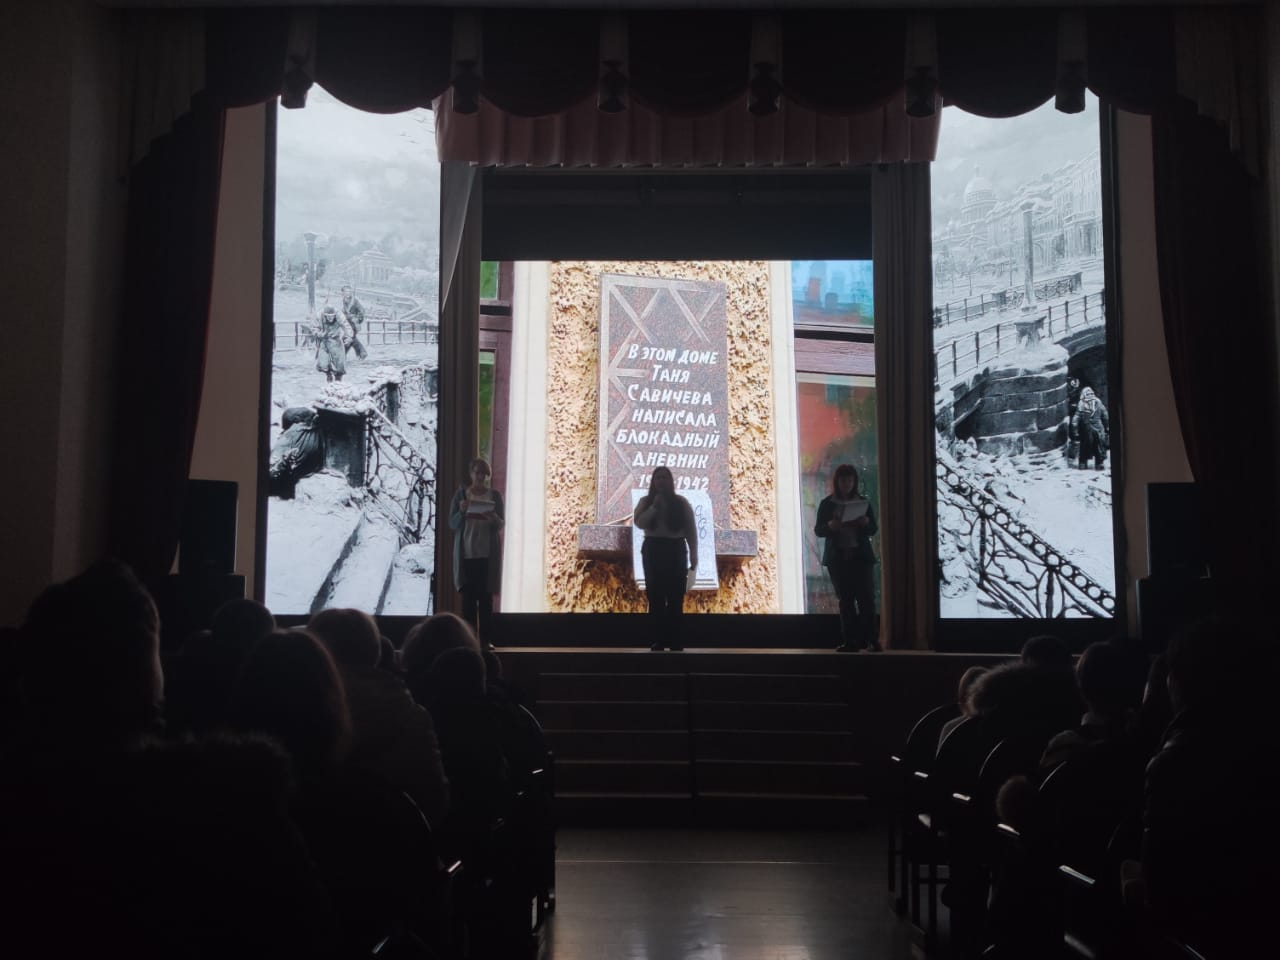 В ЭТОМ ДОМЕ
ТАНЯ
САВИЧЕВА
НАПИСАЛА
БЛОКАДНЫЙ
ДНЕВНИК